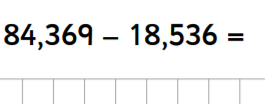 84,369 – 18,536 =